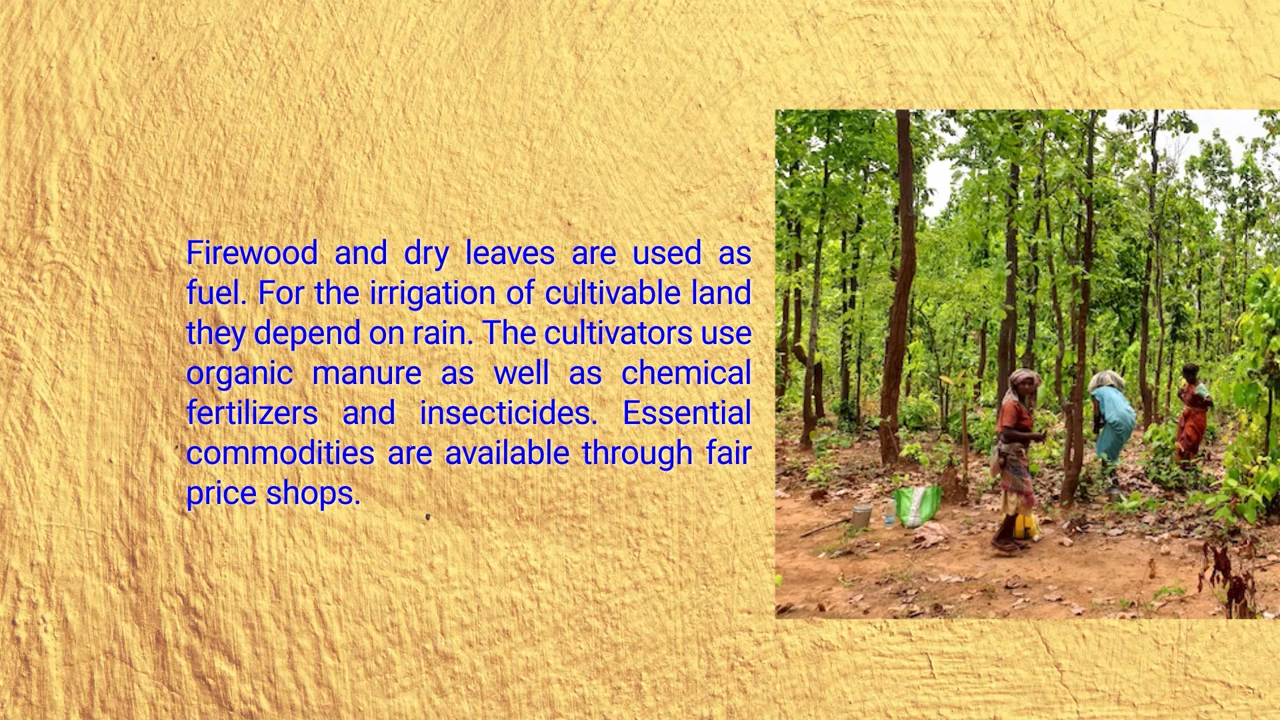 Firewood and dry leaves are used as
fuel. For the irrigation of cultivable land
they depend on rain. The cultivators use
organic manure as well as chemical
fertilizers and insecticides. Essential
commodities are available through fair
price shops.